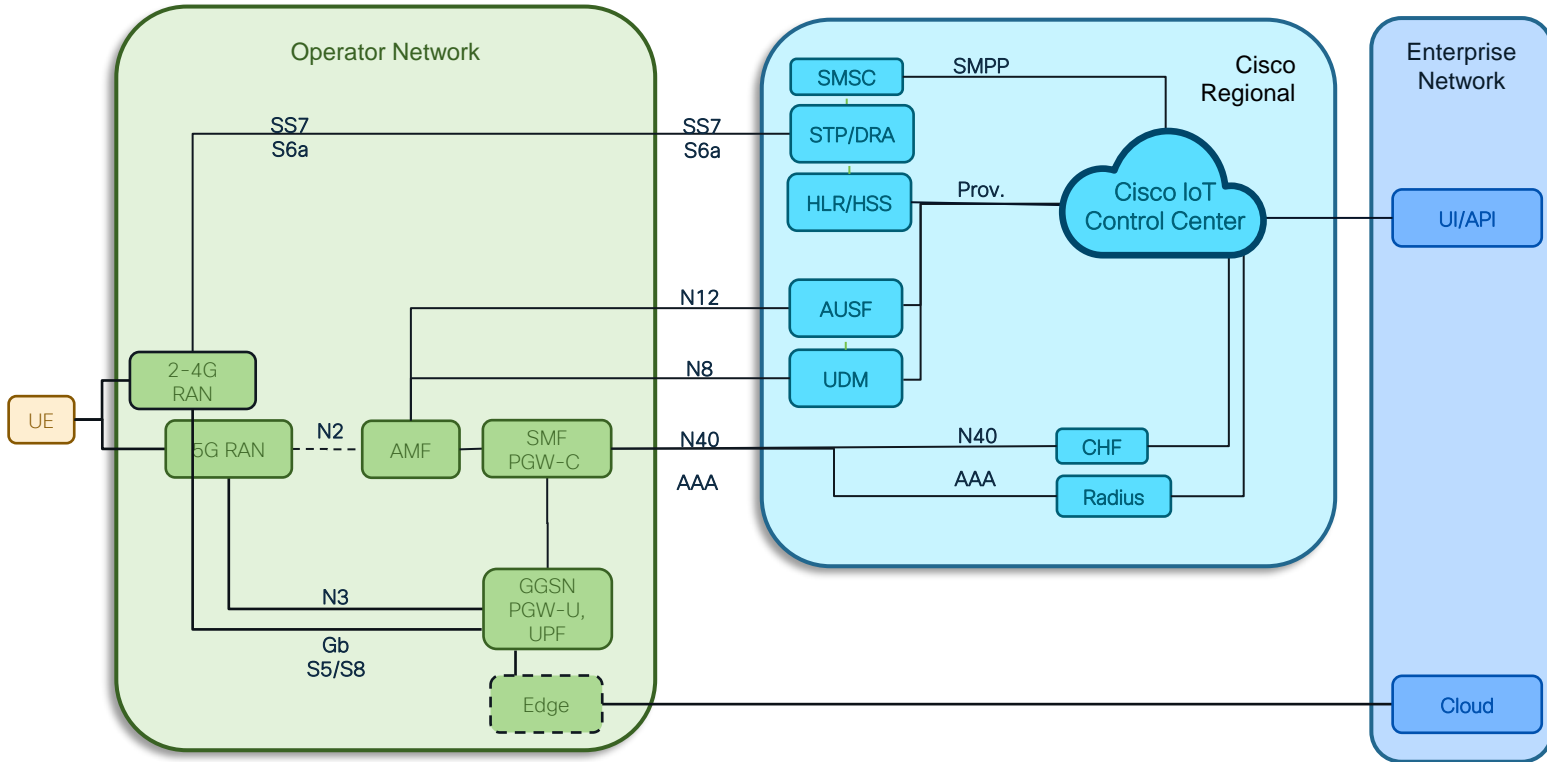 Operator Network
SMSC
SMPP
Cisco
Regional
Enterprise
Network
SS7
S6a
SS7
S6a
STP/DRA
HLR/HSS
Prov.
Cisco IoT
Control Center
UI/API
N12
AUSF
2-4G
RAN
N8
UDM
UE
5G RAN
N2
AMF
SMF
PGW-C
N40
AAA
N40
CHF
AAA
Radius
N3
GGSN
PGW-U,
UPF
Gb
S5/S8
Edge
Cloud